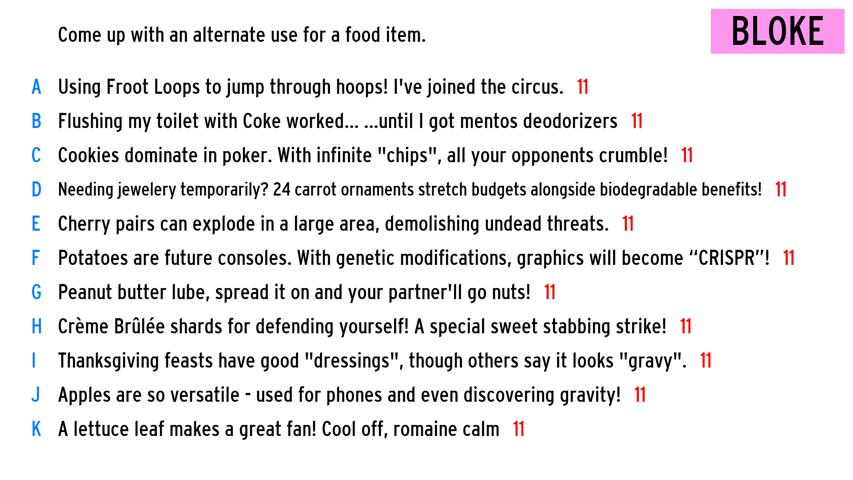 Come up with an alternate use for a food item.
BLOKE
A Using Froot Loops to jump through hoops! I've joined the circus. 11
B Flushing my toilet with Coke worked... ...until I got mentos deodorizers 11
C Cookies dominate in poker. With infinite "chips", all your opponents crumble! 11
D Needing jewelery temporarily? 24 carrot ornaments stretch budgets alongside biodegradable benefits! 11
E Cherry pairs can explode in a large area, demolishing undead threats. 11
F Potatoes are future consoles. With genetic modifications, graphics will become “CRISPR”! 11
G Peanut butter lube, spread it on and your partner'll go nuts! 11
H Crème Brûlée shards for defending yourself! A special sweet stabbing strike! 11
I Thanksgiving feasts have good "dressings", though others say it looks "gravy". 11
J Apples are so versatile - used for phones and even discovering gravity! 11
K A lettuce leaf makes a great fan! Cool off, romaine calm 11